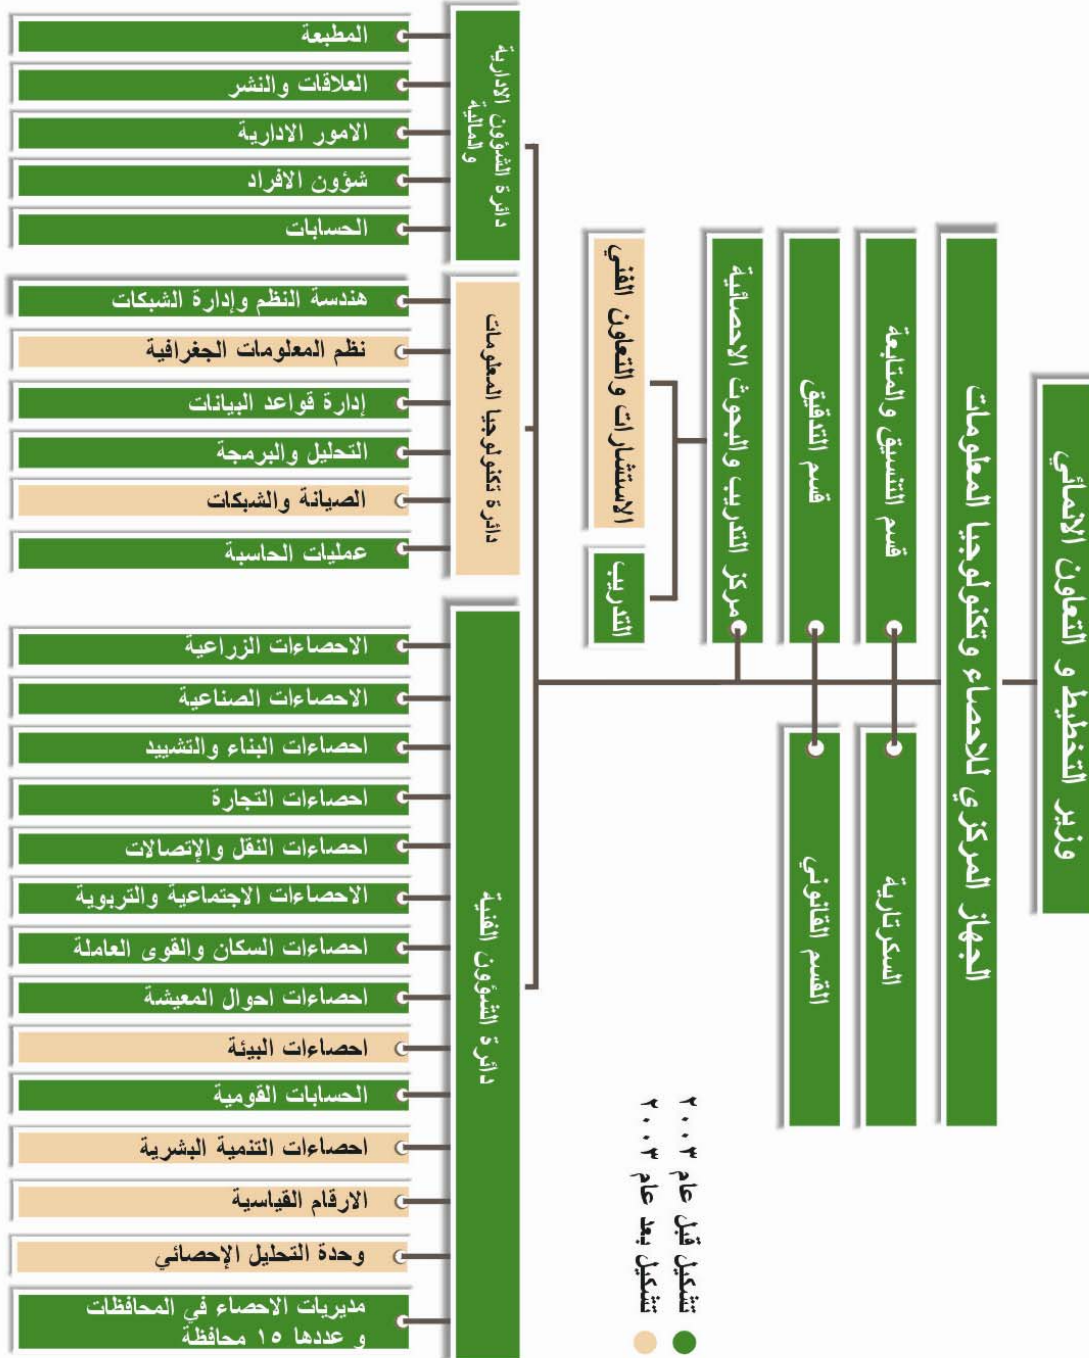 وزير التخطيط و التعاون الانمائي
الجهاز المركزي للاحصاء وتكنولوجيا المعلومات
قسم التنسيق والمتابعة
السكرتارية
قسم التدقيق
القسم القانوني
مركز التدريب والبحوث الاحصائية
الاستشارات والتعاون الفني
التدريب
دائرة الشؤون الادارية
والمالية
المطبعة
العلاقات والنشر
الامور الادارية
شؤون الافراد
الحسابات
دائرة تكنولوجيا المعلومات
هندسة النظم وإدارة الشبكات
نظم المعلومات الجغرافية
إدارة قواعد البيانات
التحليل والبرمجة
الصيانة والشبكات
عمليات الحاسبة
دائرة الشؤون الفنية
الاحصاءات الزراعية
الاحصاءات الصناعية
احصاءات البناء والتشييد
احصاءات التجارة
احصاءات النقل والإتصالات
الاحصاءات الاجتماعية والتربوية
احصاءات السكان والقوى العاملة
احصاءات احوال المعيشة
احصاءات البيئة
الحسابات القومية
احصاءات التنمية البشرية
الارقام القياسية
وحدة التحليل الإحصائي
مديريات الاحصاء في المحافظات
و عددها ١٥ محافظة
تشكيل قبل عام ٢٠٠٣
تشكيل بعد عام ٢٠٠٣